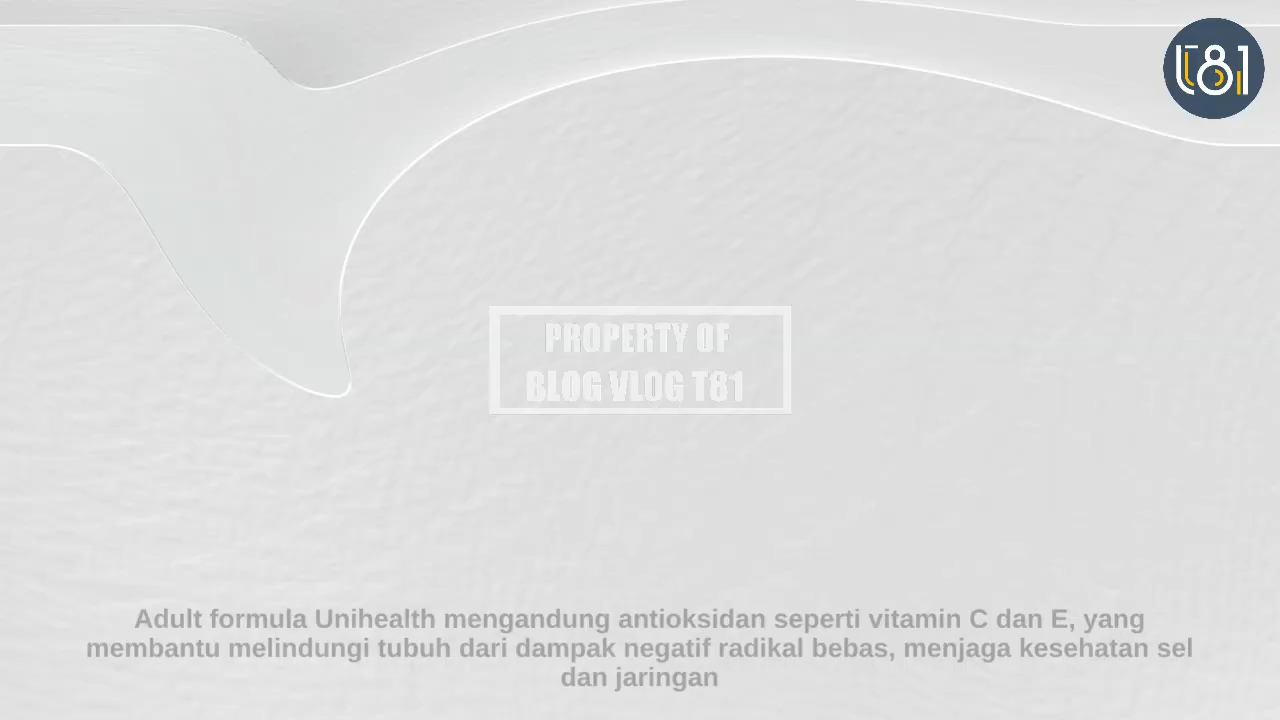 t81
PROPERTY OF
BLOG VLOG T81
Adult formula Unihealth mengandung antioksidan seperti vitamin C dan E, yang
membantu melindungi tubuh dari dampak negatif radikal bebas, menjaga kesehatan sel
dan jaringan